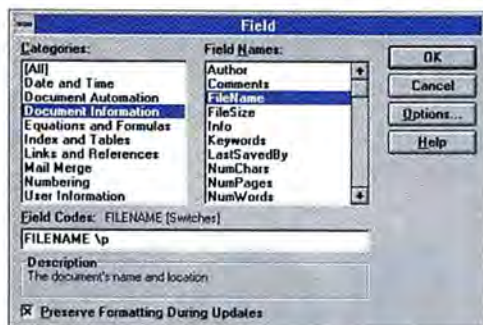 Field
Categories:
[All]
Date and Time
Document Automation
Document Information
Equations and Formulas
Index and Tables
Links and References
Mail Merge
Numbering
User Information
Field Names:
Author
Comments
FileName
FileSize
Info
Keywords
LastSavedBy
NumChars
NumPages
NumWords
OK
Cancel
Options...
Help
Field Codes: FILENAME [Switches]
FILENAME \p
Description
The document's name and location
Preserve Formatting During Updates